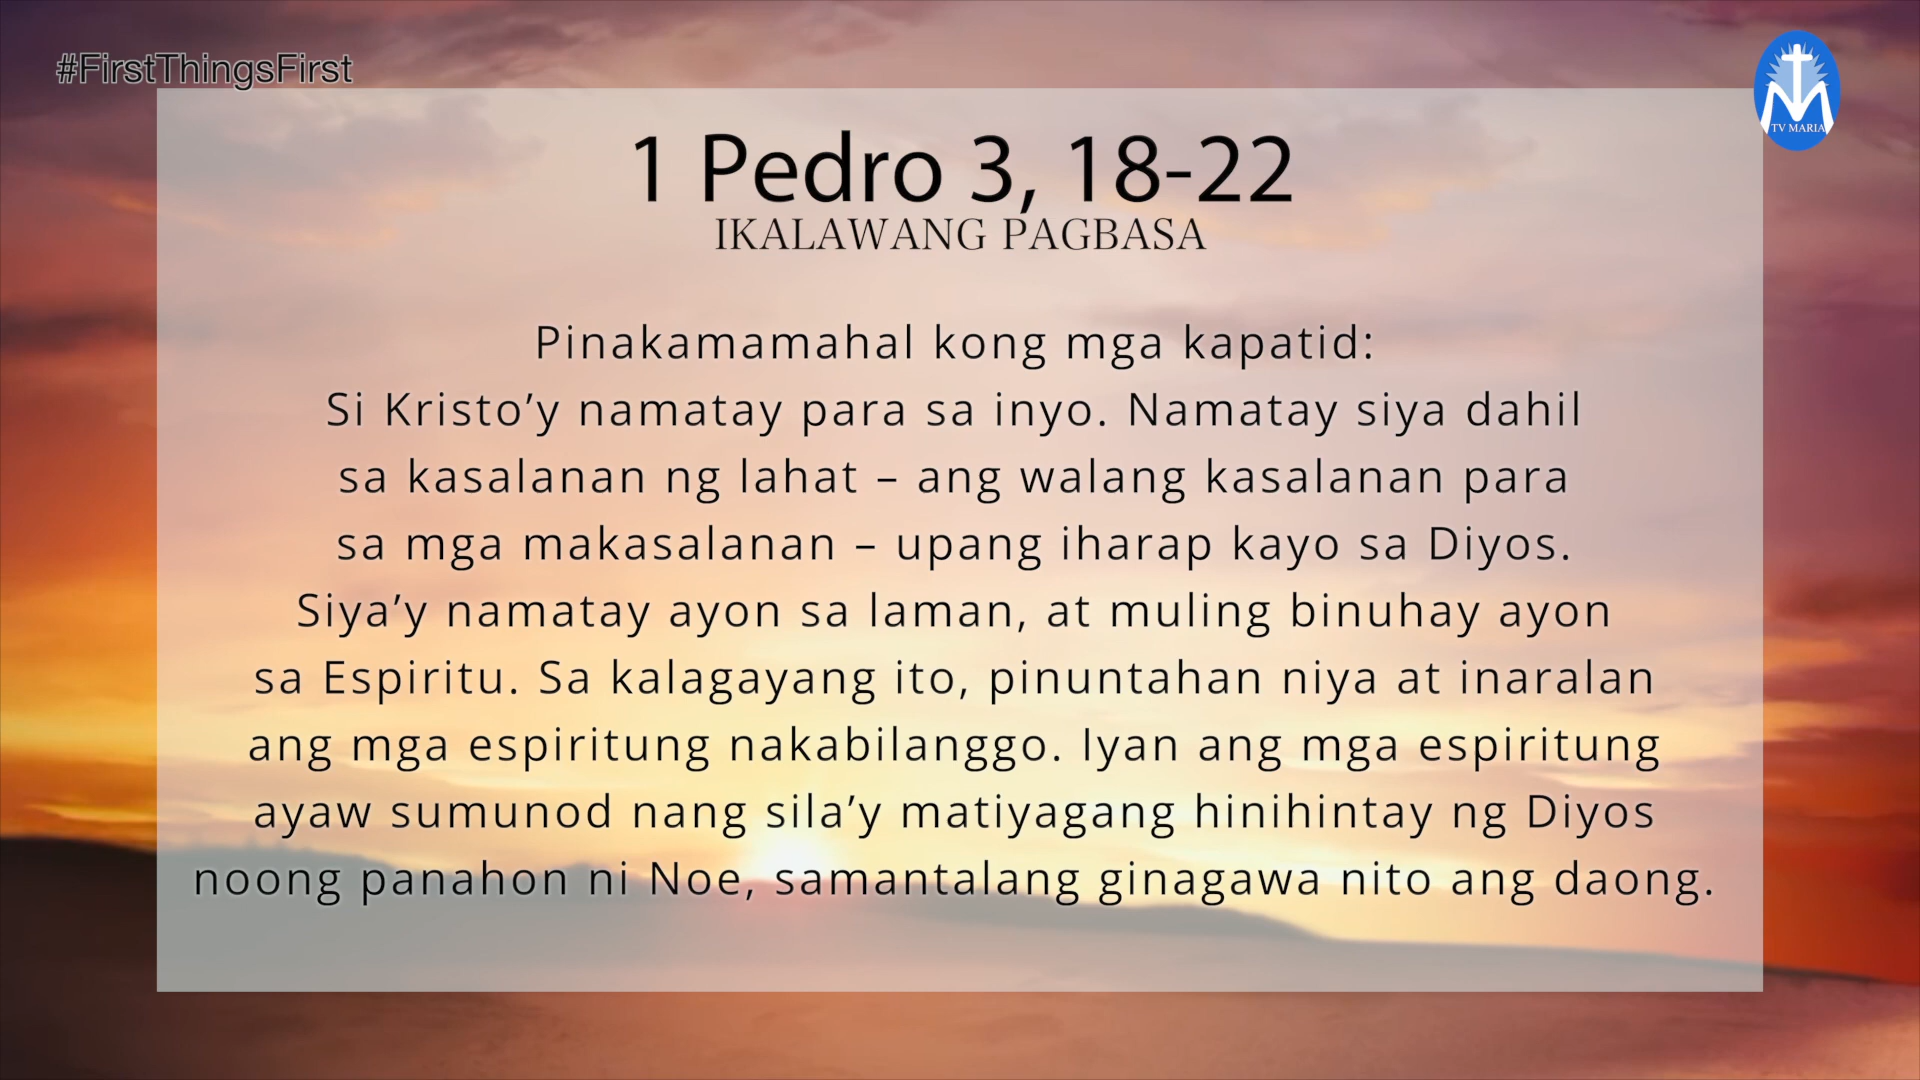 #FirstThingsFirst
TV MARIA
1 Pedro 3, 18-22
IKALAWANG PAGBASA
Pinakamamahal kong mga kapatid:
Si Kristo’y namatay para sa inyo. Namatay siya dahil
sa kasalanan ng lahat – ang walang kasalanan para
sa mga makasalanan – upang iharap kayo sa Diyos.
Siya’y namatay ayon sa laman, at muling binuhay ayon
sa Espiritu. Sa kalagayang ito, pinuntahan niya at inaralan
ang mga espiritung nakabilanggo. Iyan ang mga espiritung
ayaw sumunod nang sila’y matiyagang hinihintay ng Diyos
noong panahon ni Noe, samantalang ginagawa nito ang daong.